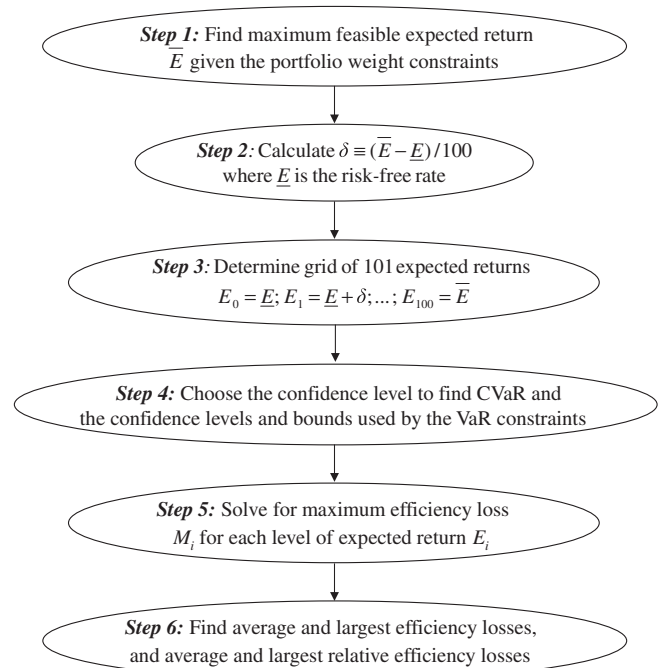 Step 1: Find maximum feasible expected return
E̅ given the portfolio weight constraints
Step 2: Calculate δ ≡ (E̅ − E̲)/100
where E̲ is the risk-free rate
Step 3: Determine grid of 101 expected returns
E₀ = E̲; E₁ = E̲ + δ;...; E₁₀₀ = E̅
Step 4: Choose the confidence level to find CVaR and
the confidence levels and bounds used by the VaR constraints
Step 5: Solve for maximum efficiency loss
Mᵢ for each level of expected return Eᵢ
Step 6: Find average and largest efficiency losses,
and average and largest relative efficiency losses